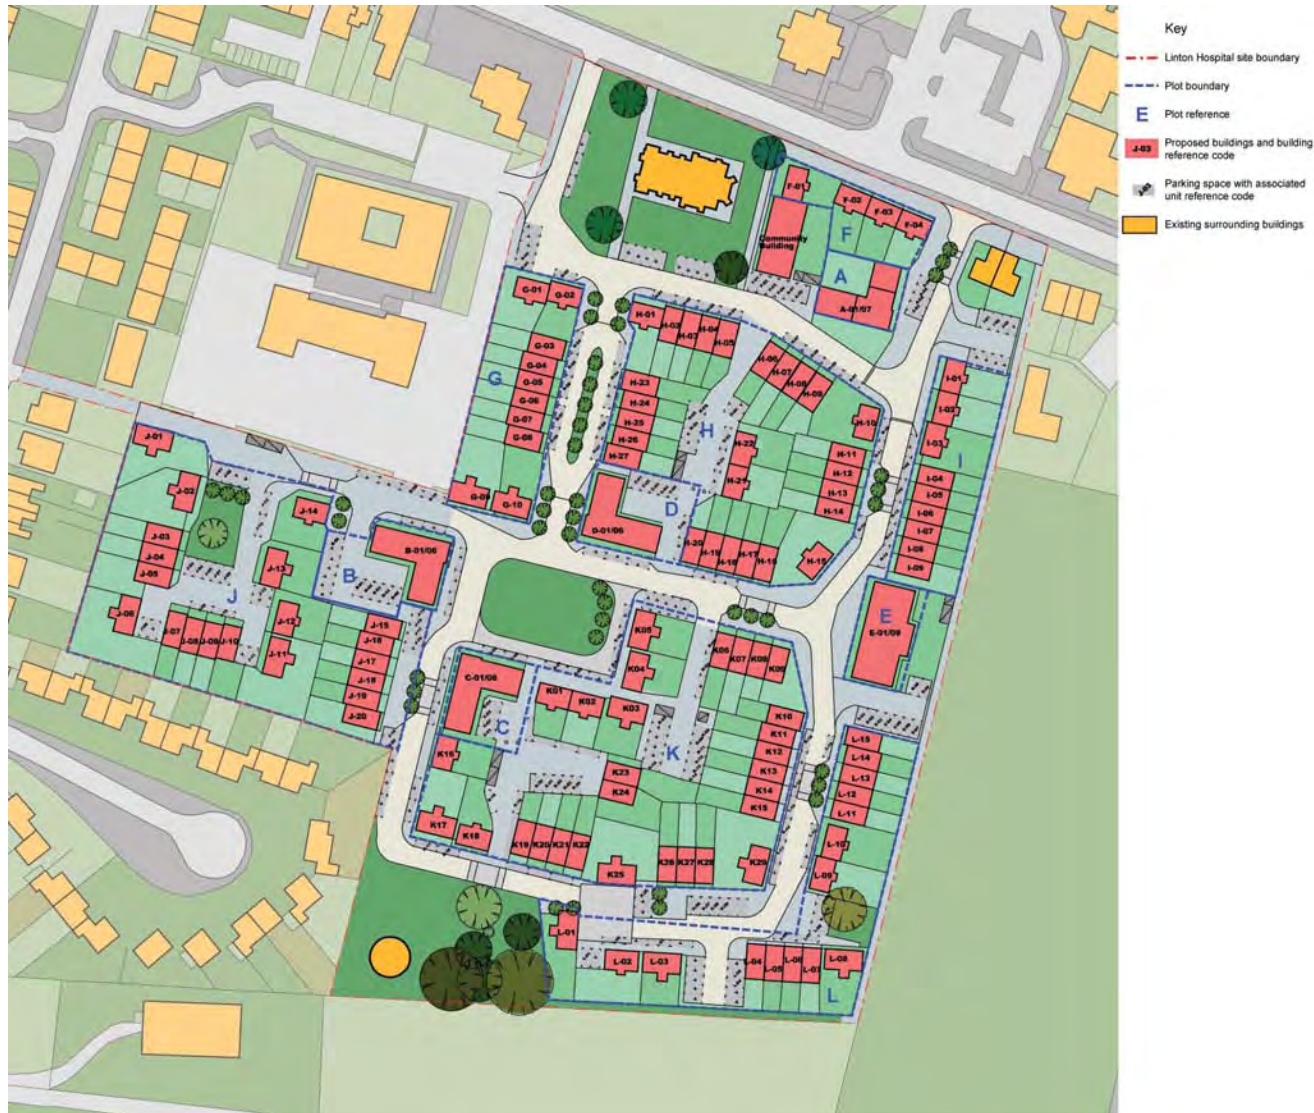 Key
Linton Hospital site boundary
Plot boundary
E
Plot reference
J-03
Proposed buildings and building
reference code
Parking space with associated
unit reference code
Existing surrounding buildings
F-01
F-02
F-03
F-04
Community
Building
F
A
A-01/07
G-01
G-02
G-03
G-04
G-05
G-06
G-07
G-08
G-09
G-10
G
H-01
H-02
H-03
H-04
H-05
H-06
H-07
H-08
H-09
H-10
H-11
H-12
H-13
H-14
H-15
H-16
H-17
H-18
H-19
H-20
H-21
H-22
H-23
H-24
H-25
H-26
H-27
H
D
D-01/06
I-01
I-02
I-03
I-04
I-05
I-06
I-07
I-08
I-09
I
E
E-01/09
J-01
J-02
J-03
J-04
J-05
J-06
J-07
J-08
J-09
J-10
J-11
J-12
J-13
J-14
J-15
J-16
J-17
J-18
J-19
J-20
J
B
B-01/06
C
C-01/06
K01
K02
K03
K04
K05
K06
K07
K08
K09
K10
K11
K12
K13
K14
K15
K16
K17
K18
K19
K20
K21
K22
K23
K24
K25
K26
K27
K28
K29
K
L-01
L-02
L-03
L-04
L-05
L-06
L-07
L-08
L-09
L-10
L-11
L-12
L-13
L-14
L-15
L